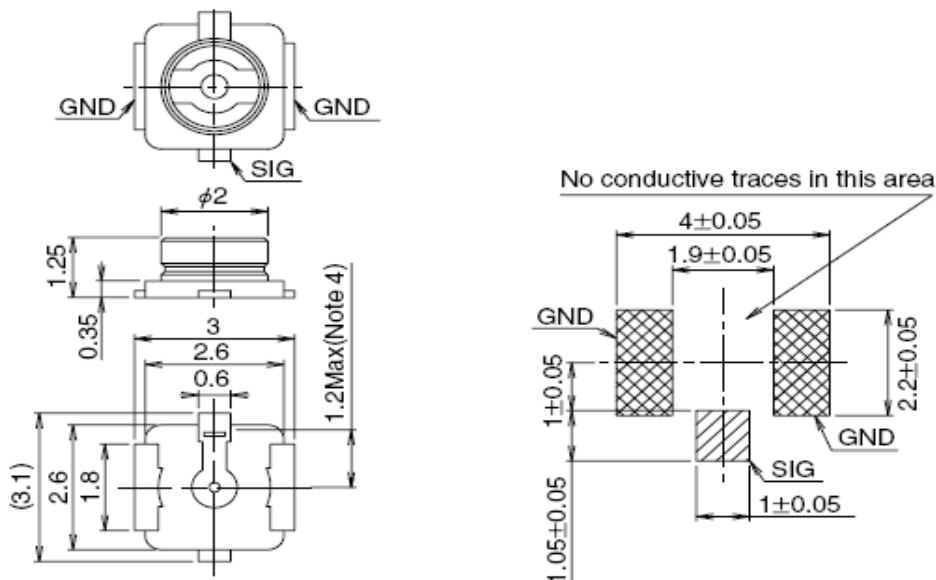 GND
GND
SIG
ϕ2
1.25
0.35
3
2.6
0.6
1.2Max(Note 4)
(3.1)
2.6
1.8
No conductive traces in this area
4±0.05
1.9±0.05
GND
1±0.05
2.2±0.05
GND
SIG
1±0.05
1.05±0.05